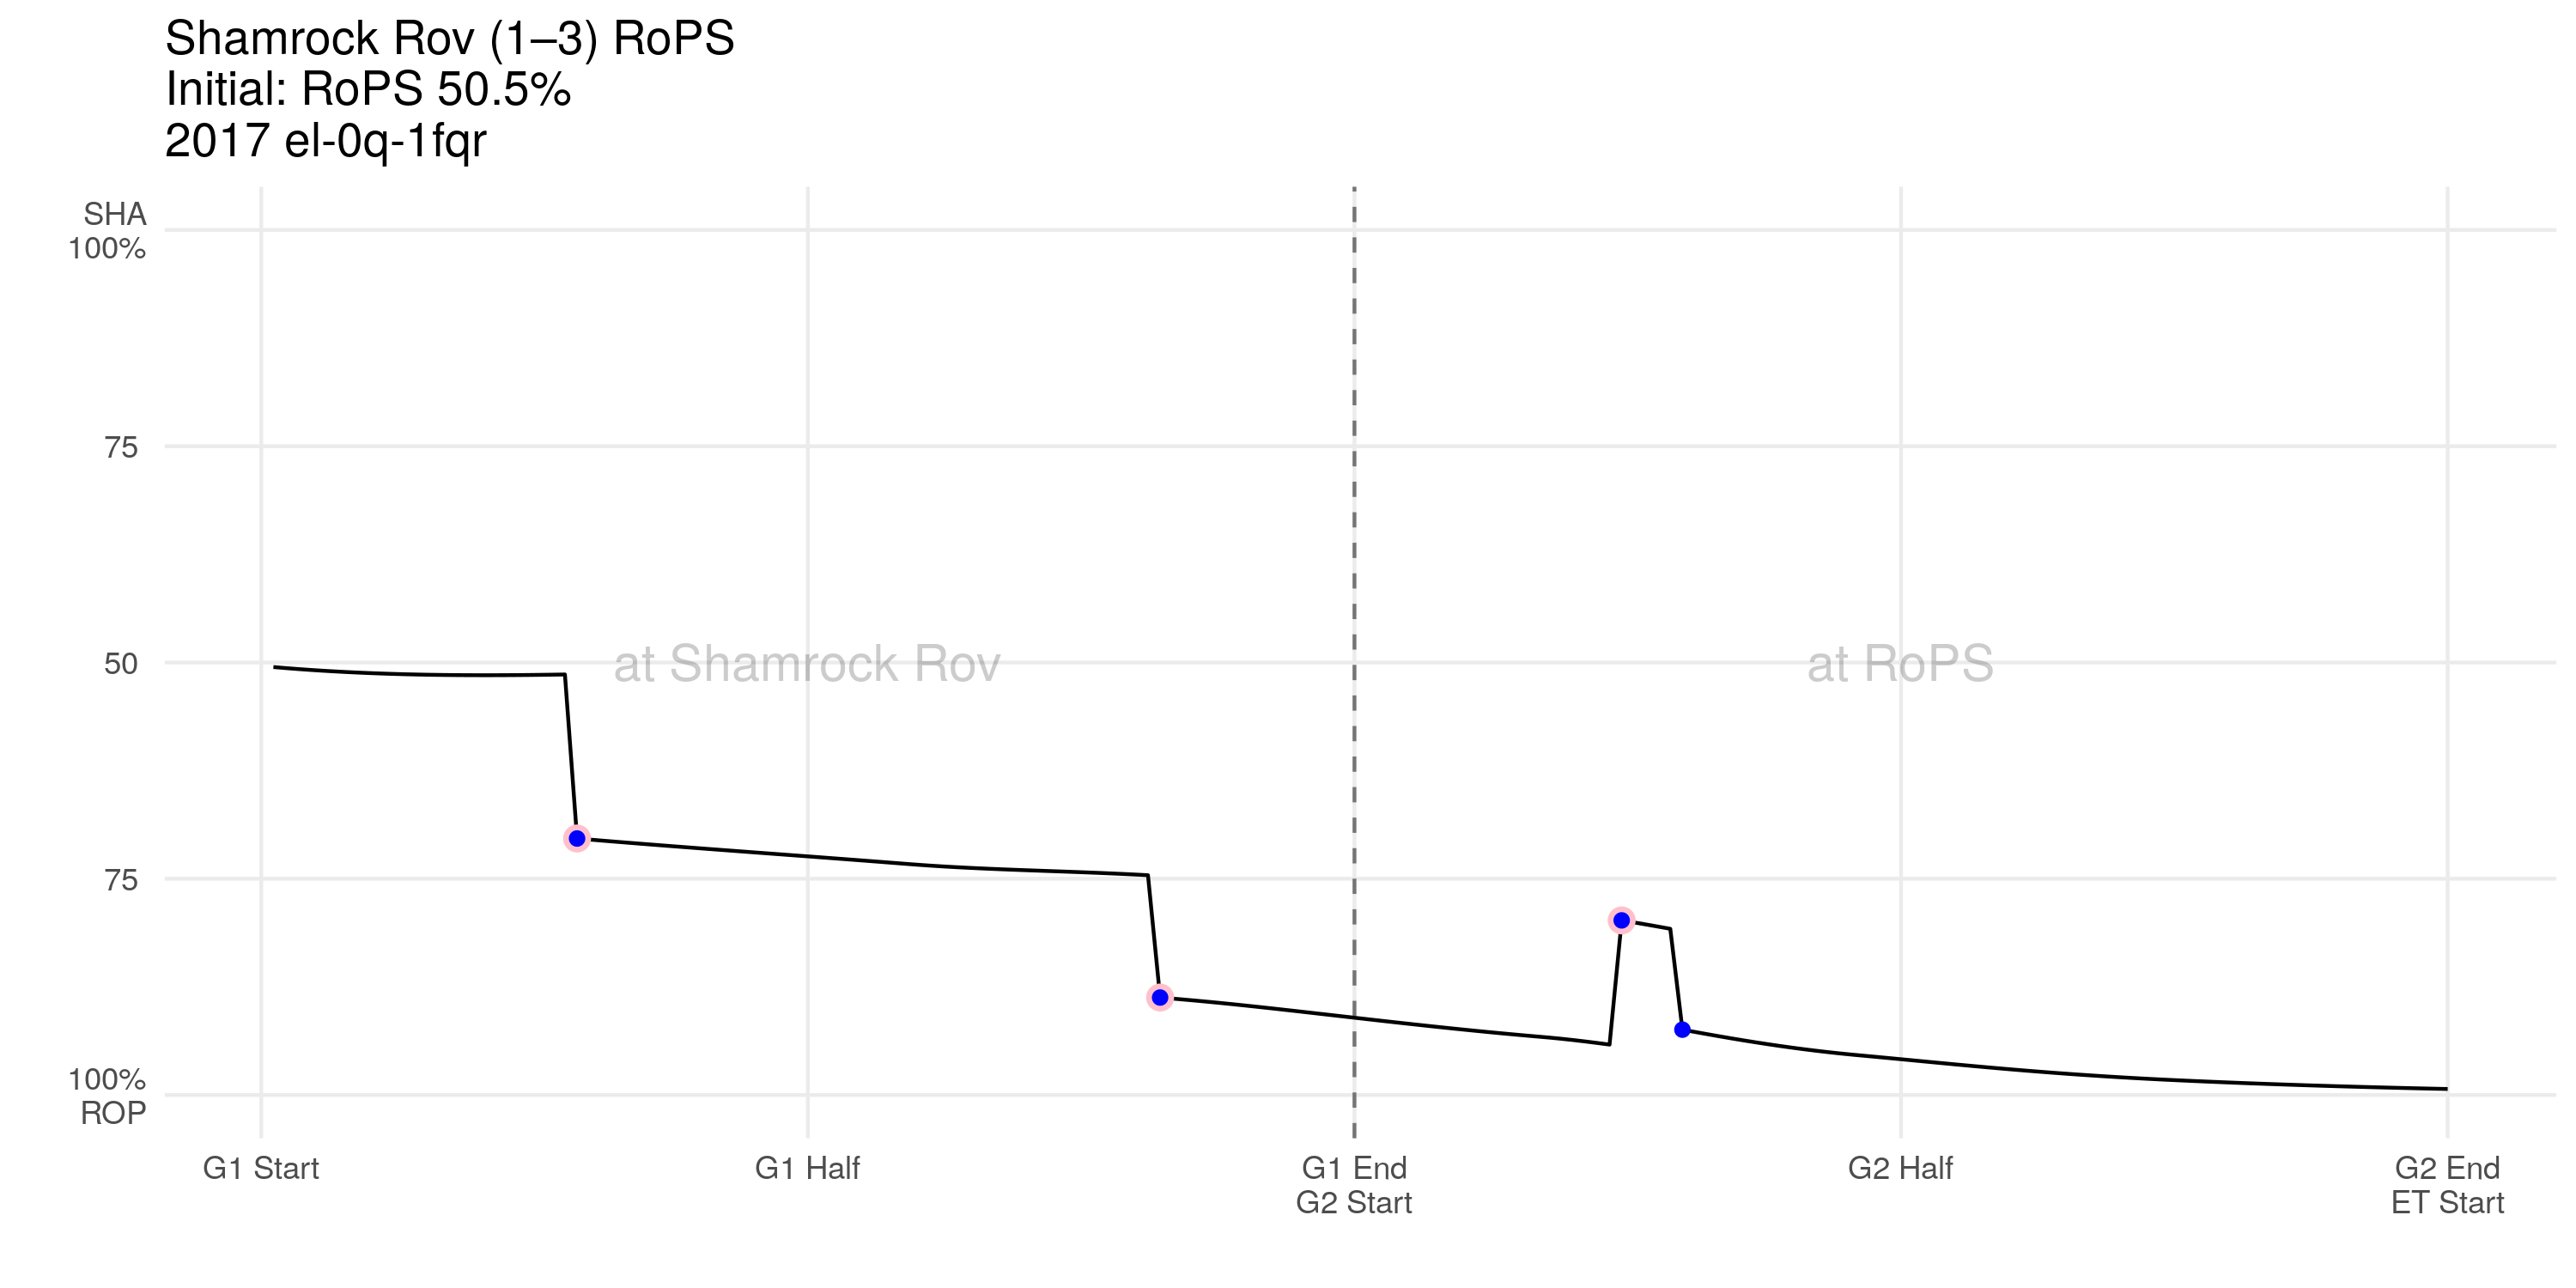 Shamrock Rov (1–3) RoPS
Initial: RoPS 50.5%
2017 el-0q-1fqr
SHA
100%
75
50
75
100%
ROP
at Shamrock Rov
at RoPS
G1 Start
G1 Half
G1 End
G2 Start
G2 Half
G2 End
ET Start